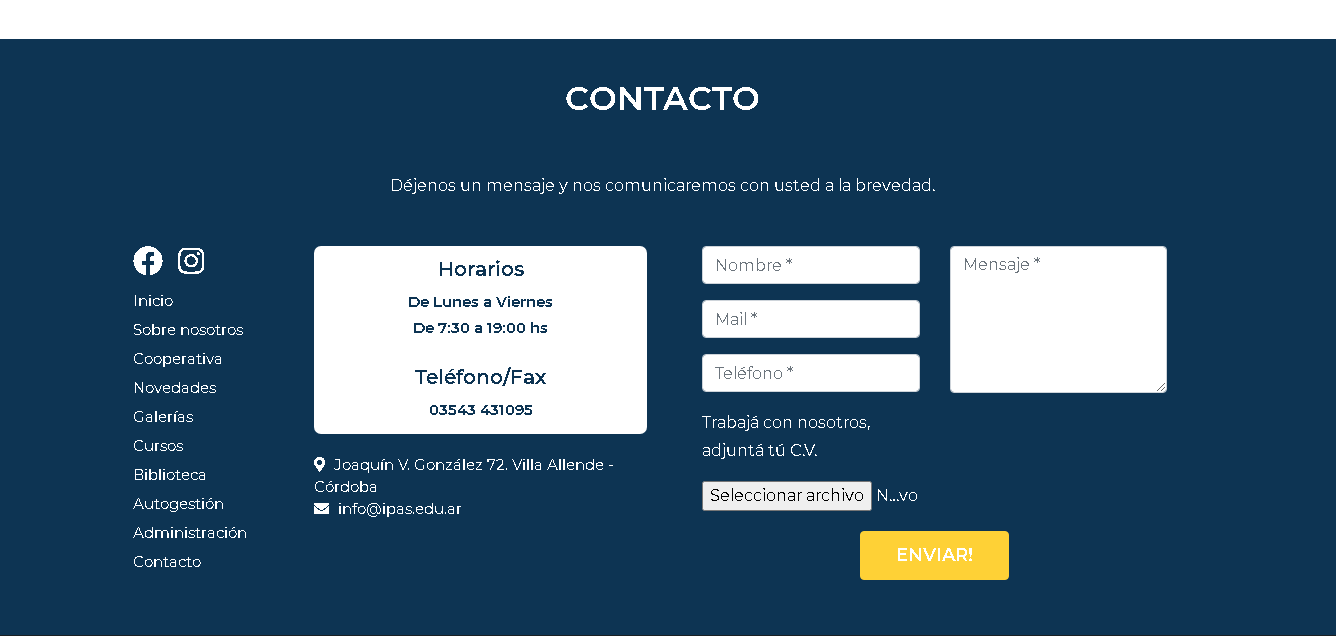 CONTACTO
Déjenos un mensaje y nos comunicaremos con usted a la brevedad.
Inicio
Sobre nosotros
Cooperativa
Novedades
Galerías
Cursos
Biblioteca
Autogestión
Administración
Contacto
Horarios
De Lunes a Viernes
De 7:30 a 19:00 hs
Teléfono/Fax
03543 431095
Joaquín V. González 72. Villa Allende -
Córdoba
info@ipas.edu.ar
Nombre *
Mail *
Teléfono *
Mensaje *
Trabajá con nosotros,
adjuntá tú C.V.
Seleccionar archivo N...vo
ENVIAR!